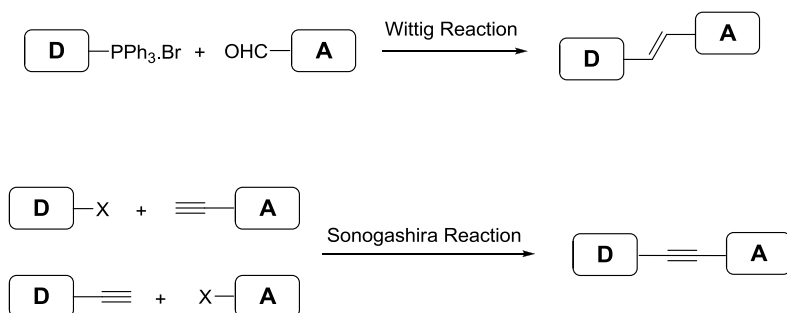 D PPh3.Br + OHC A Wittig Reaction D A
D X + A
Sonogashira Reaction D A
D + X A